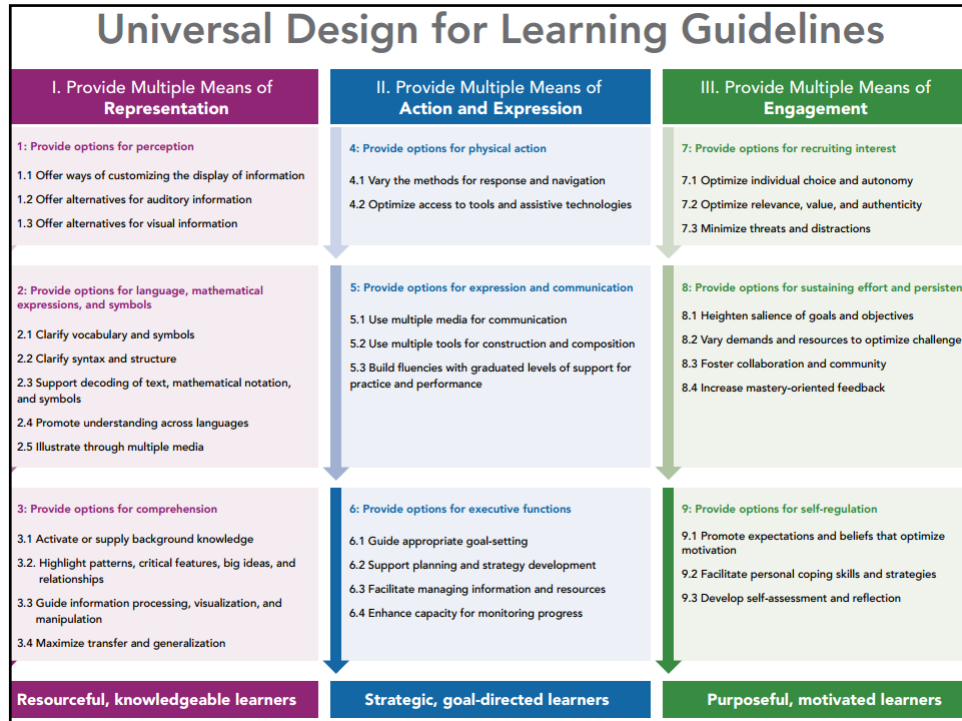 Universal Design for Learning Guidelines
I. Provide Multiple Means of
Representation
1: Provide options for perception
1.1 Offer ways of customizing the display of information
1.2 Offer alternatives for auditory information
1.3 Offer alternatives for visual information
2: Provide options for language, mathematical
expressions, and symbols
2.1 Clarify vocabulary and symbols
2.2 Clarify syntax and structure
2.3 Support decoding of text, mathematical notation,
and symbols
2.4 Promote understanding across languages
2.5 Illustrate through multiple media
3: Provide options for comprehension
3.1 Activate or supply background knowledge
3.2. Highlight patterns, critical features, big ideas, and
relationships
3.3 Guide information processing, visualization, and
manipulation
3.4 Maximize transfer and generalization
Resourceful, knowledgeable learners
II. Provide Multiple Means of
Action and Expression
4: Provide options for physical action
4.1 Vary the methods for response and navigation
4.2 Optimize access to tools and assistive technologies
5: Provide options for expression and communication
5.1 Use multiple media for communication
5.2 Use multiple tools for construction and composition
5.3 Build fluencies with graduated levels of support for
practice and performance
6: Provide options for executive functions
6.1 Guide appropriate goal-setting
6.2 Support planning and strategy development
6.3 Facilitate managing information and resources
6.4 Enhance capacity for monitoring progress
Strategic, goal-directed learners
III. Provide Multiple Means of
Engagement
7: Provide options for recruiting interest
7.1 Optimize individual choice and autonomy
7.2 Optimize relevance, value, and authenticity
7.3 Minimize threats and distractions
8: Provide options for sustaining effort and persisten
8.1 Heighten salience of goals and objectives
8.2 Vary demands and resources to optimize challenge
8.3 Foster collaboration and community
8.4 Increase mastery-oriented feedback
9: Provide options for self-regulation
9.1 Promote expectations and beliefs that optimize
motivation
9.2 Facilitate personal coping skills and strategies
9.3 Develop self-assessment and reflection
Purposeful, motivated learners